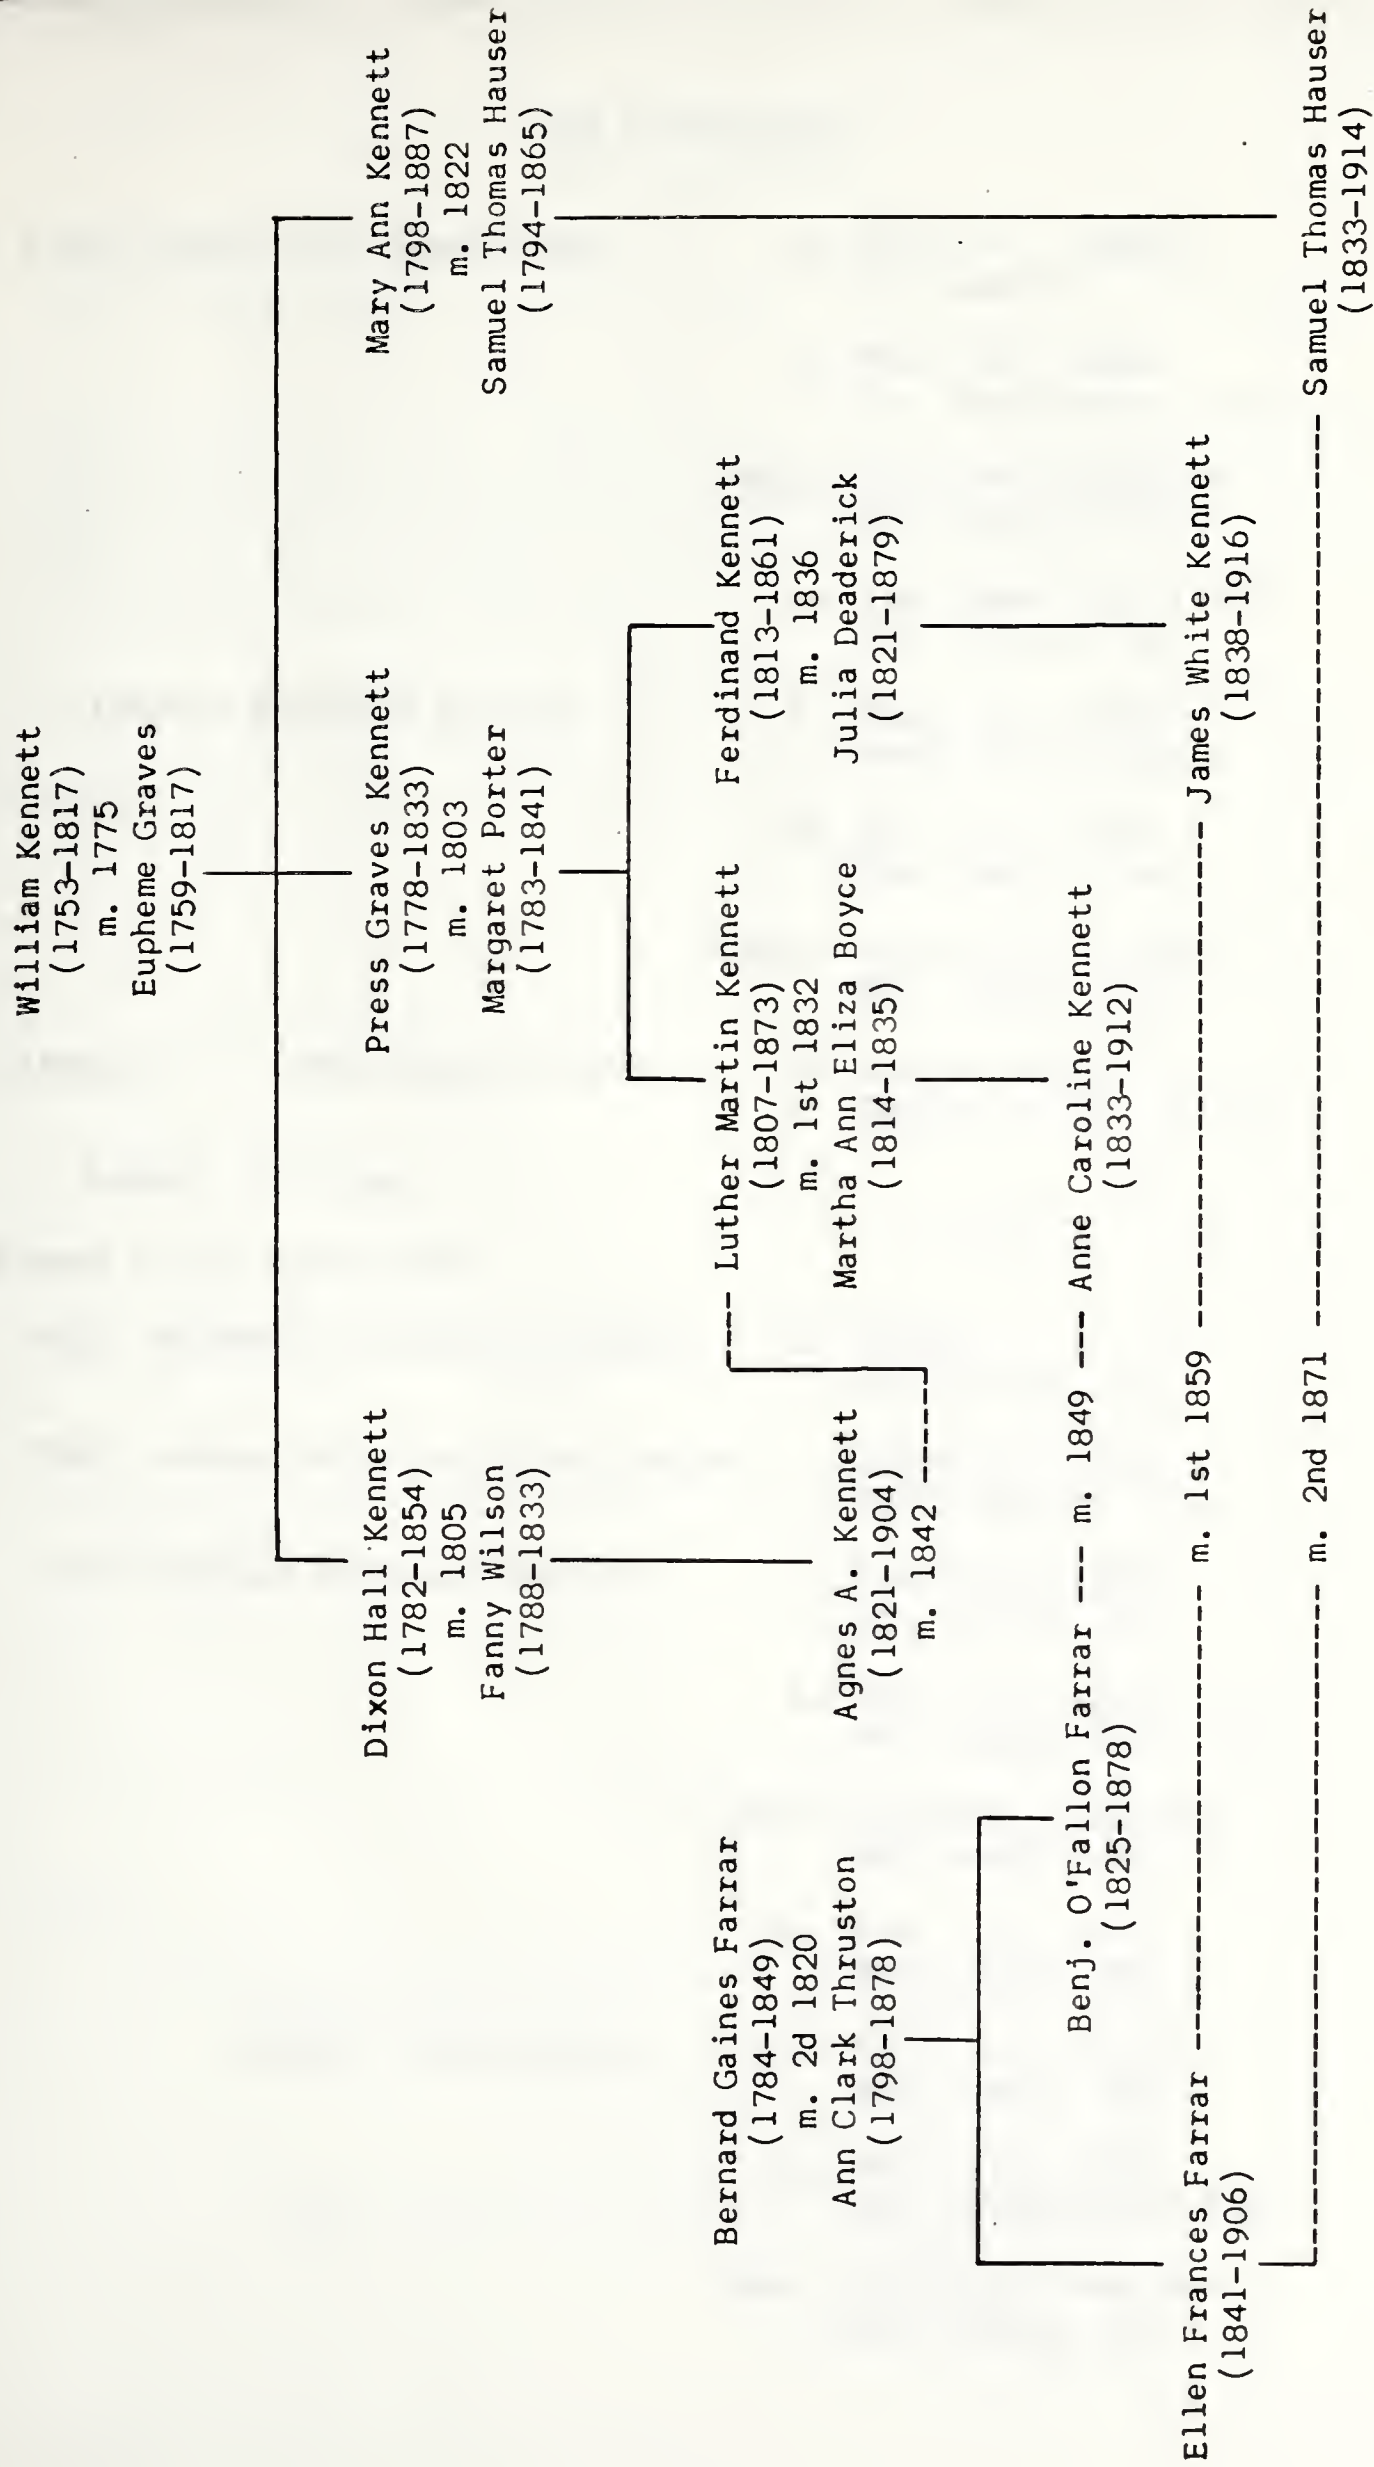 William Kennett
(1753-1817)
m. 1775
Eupheme Graves
(1759-1817)
Dixon Hall Kennett
(1782-1854)
m. 1805
Fanny Wilson
(1788-1833)
Press Graves Kennett
(1778-1833)
m. 1803
Margaret Porter
(1783-1841)
Mary Ann Kennett
(1798-1887)
m. 1822
Samuel Thomas Hauser
(1794-1865)
Bernard Gaines Farrar
(1784-1849)
m. 2d 1820
Ann Clark Thruston
(1798-1878)
Agnes A. Kennett
(1821-1904)
m. 1842
Luther Martin Kennett
(1807-1873)
m. 1st 1832
Martha Ann Eliza Boyce
(1814-1835)
Ferdinand Kennett
(1813-1861)
m. 1836
Julia Deaderick
(1821-1879)
Benj. O'Fallon Farrar --- m. 1849 --- Anne Caroline Kennett
(1825-1878)
(1833-1912)
Ellen Frances Farrar m. 1st 1859 James White Kennett
(1841-1906)
(1838-1916)
m. 2nd 1871 Samuel Thomas Hauser
(1833-1914)